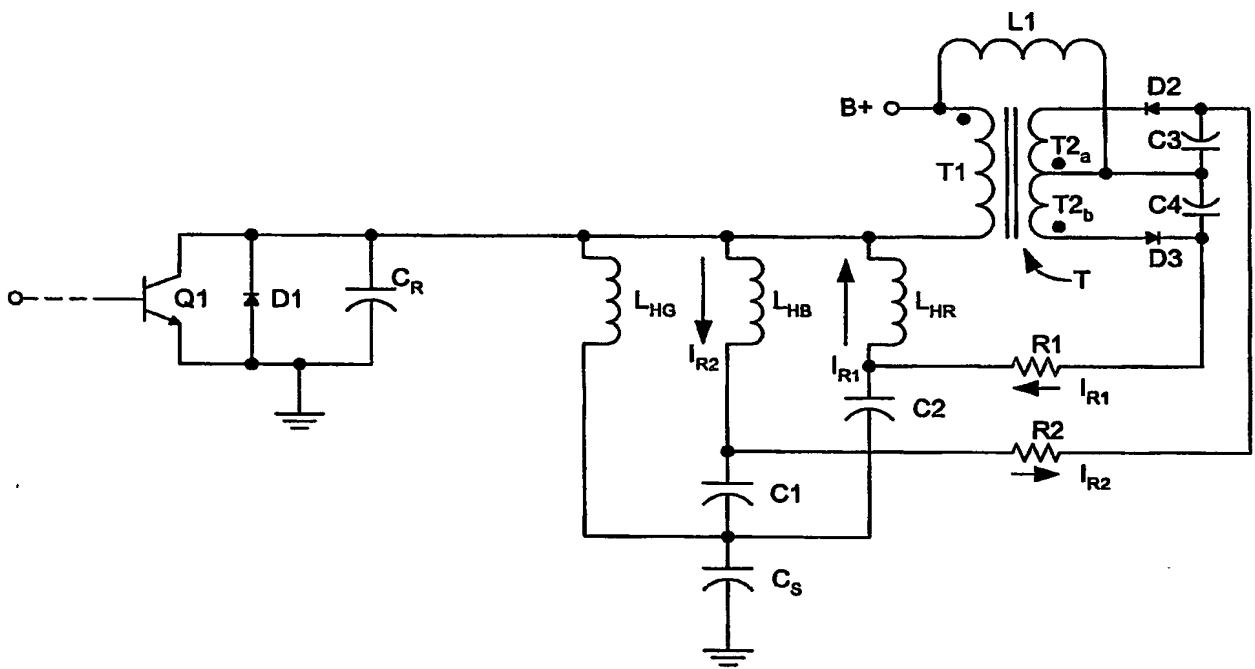 L1
B+
D2
C3
T1
T2a
T2b
C4
D3
T
Q1
D1
CR
LHG
LHB
LHR
IR2
IR1
R1
IR1
C2
R2
IR2
C1
CS